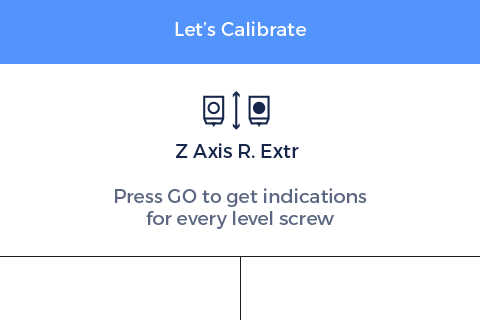 Let's Calibrate
Z Axis R. Extr
Press GO to get indications
for every level screw